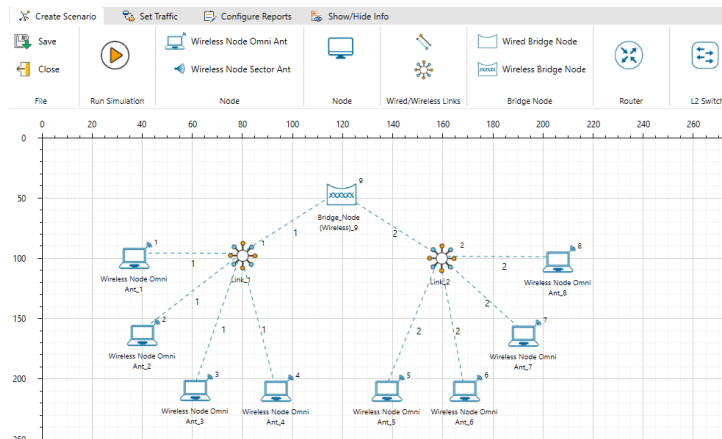 Create Scenario
Set Traffic
Configure Reports
Show/Hide Info
Save
Close
File
Run Simulation
Wireless Node Omni Ant
Wireless Node Sector Ant
Node
Node
Wired/Wireless Links
Wired Bridge Node
Wireless Bridge Node
Bridge Node
Router
L2 Switch
0 20 40 60 80 100 120 140 160 180 200 220 240 260
0
50
100
150
200
250
9
Bridge_Node
(Wireless)_9
1
2
1
Link_1
2
Link_2
1
1
Wireless Node Omni
Ant_1
2
8
Wireless Node Omni
Ant_8
1
2
Wireless Node Omni
Ant_2
2
7
Wireless Node Omni
Ant_7
1
3
Wireless Node Omni
Ant_3
1
4
Wireless Node Omni
Ant_4
2
5
Wireless Node Omni
Ant_5
2
6
Wireless Node Omni
Ant_6